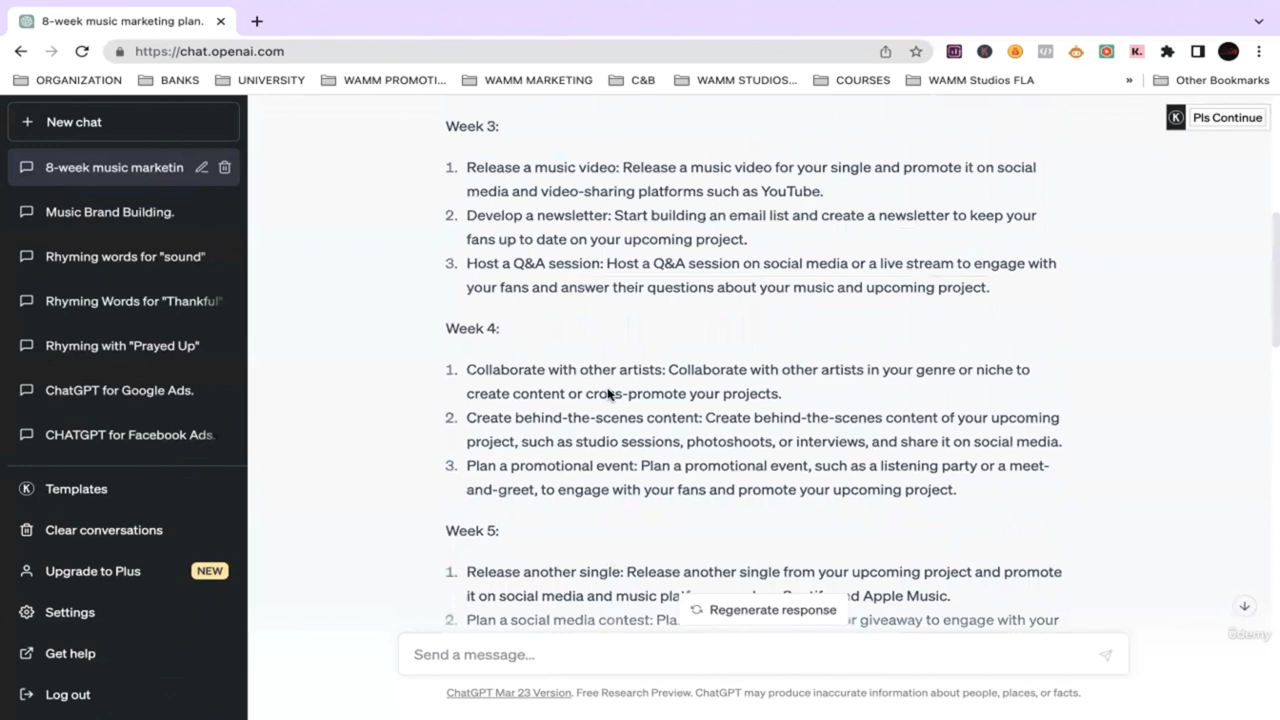 8-week music marketing plan.
https://chat.openai.com
K.
ORGANIZATION BANKS UNIVERSITY WAMM PROMOTI... WAMM MARKETING C&B WAMM STUDIOS... COURSES WAMM Studios FLA » Other Bookmarks
New chat
8-week music marketin
Music Brand Building.
Rhyming words for "sound"
Rhyming Words for "Thankful"
Rhyming with "Prayed Up"
ChatGPT for Google Ads.
CHATGPT for Facebook Ads.
Templates
Clear conversations
Upgrade to Plus NEW
Settings
Get help
Log out
K Pls Continue
Week 3:
1. Release a music video: Release a music video for your single and promote it on social
media and video-sharing platforms such as YouTube.
2. Develop a newsletter: Start building an email list and create a newsletter to keep your
fans up to date on your upcoming project.
3. Host a Q&A session: Host a Q&A session on social media or a live stream to engage with
your fans and answer their questions about your music and upcoming project.
Week 4:
1. Collaborate with other artists: Collaborate with other artists in your genre or niche to
create content or cross-promote your projects.
2. Create behind-the-scenes content: Create behind-the-scenes content of your upcoming
project, such as studio sessions, photoshoots, or interviews, and share it on social media.
3. Plan a promotional event: Plan a promotional event, such as a listening party or a meet-
and-greet, to engage with your fans and promote your upcoming project.
Week 5:
1. Release another single: Release another single from your upcoming project and promote
it on social media and music and Apple Music.
2. Plan a social media contest: or giveaway to engage with your
Regenerate response
Send a message...
ChatGPT Mar 23 Version. Free Research Preview. ChatGPT may produce inaccurate information about people, places, or facts.
ûdemy